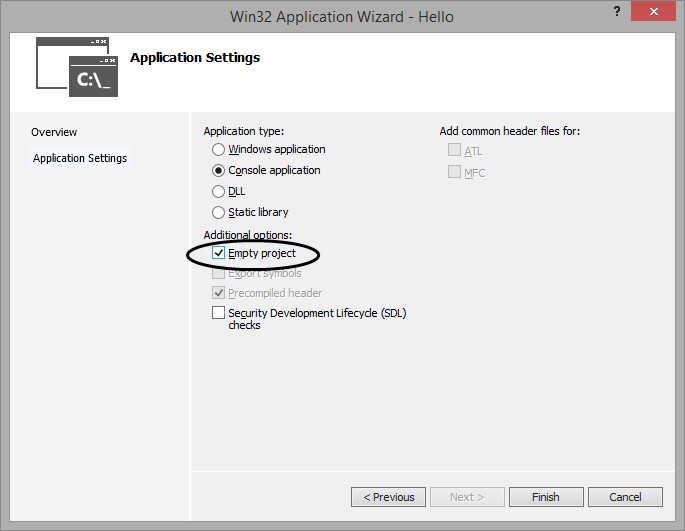 Win32 Application Wizard - Hello
?
C:\_
Application Settings
Overview
Application Settings
Application type:
Windows application
Console application
DLL
Static library
Additional options:
Empty project
Export symbols
Precompiled header
Security Development Lifecycle (SDL)
checks
Add common header files for:
ATL
MFC
< Previous
Next >
Finish
Cancel